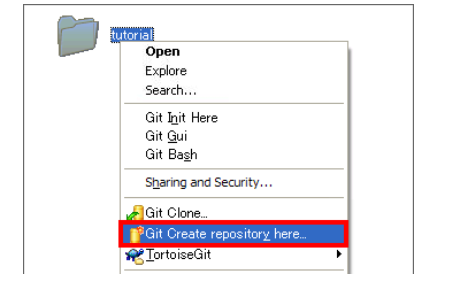 tutorial
Open
Explore
Search...
Git Init Here
Git Gui
Git Bash
Sharing and Security...
Git Clone...
Git Create repository here...
TortoiseGit